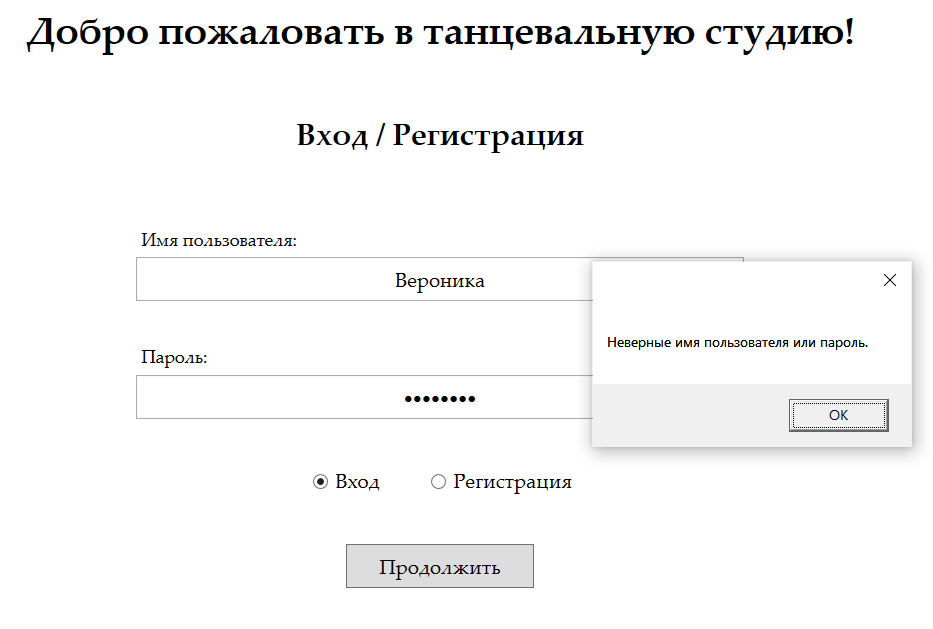 Добро пожаловать в танцевальную студию!
Вход / Регистрация
Имя пользователя:
Вероника
Неверные имя пользователя или пароль.
Пароль:
••••••••
OK
Вход
Регистрация
Продолжить